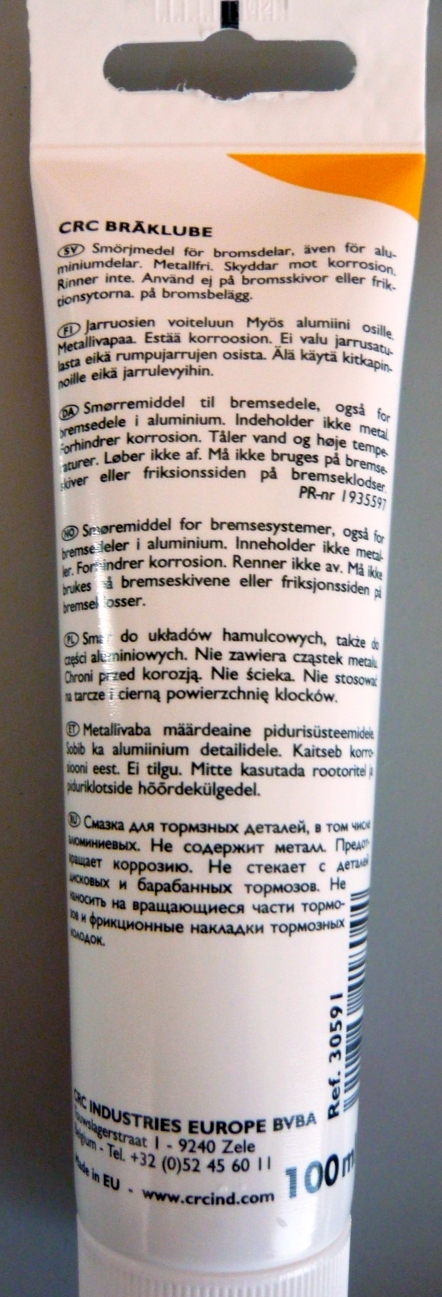 CRC BRÄKLUBE
SV Smörjmedel för bromsdelar, även för alu-
miniumdelar. Metallfri. Skyddar mot korrosion.
Rinner inte. Använd ej på bromsskivor eller frik-
tionsytorna. på bromsbelägg.
FI Jarruosien voiteluun Myös alumiini osille.
Metallivapaa. Estää korroosion. Ei valu jarrusatu-
lasta eikä rumpujarrujen osista. Älä käytä kitkapin-
noille eikä jarrulevyihin.
DA Smørremiddel til bremsedele, også for
bremsedele i aluminium. Indeholder ikke metal.
Forhindrer korrosion. Tåler vand og høje tempe-
raturer. Løber ikke af. Må ikke bruges på bremse-
skiver eller friksionssiden på bremseklodser.
PR-nr 1935597
NO Smøremiddel for bremsesystemer, også for
bremsedeler i aluminium. Inneholder ikke metal-
ler. Forhindrer korrosion. Renner ikke av. Må ikke
brukes på bremseskivene eller friksjonssiden på
bremseklosser.
PL Smar do układów hamulcowych, także do
części aluminiowych. Nie zawiera cząstek metalu.
Chroni przed korozją. Nie ścieka. Nie stosować
na tarcze i cierną powierzchnię klocków.
ET Metallivaba määrdeaine pidurisüsteemidele.
Sobib ka alumiinium detailidele. Kaitseb korro-
siooni eest. Ei tilgu. Mitte kasutada rootoritel ja
piduriklotside hõõrdekülgedel.
RU Смазка для тормзных деталей, в том числе
алюминиевых. Не содержит металл. Предот-
вращает коррозию. Не стекает с деталей
дисковых и барабанных тормозов. Не
наносить на вращающиеся части тормо-
зов и фрикционные накладки тормозных
колодок.
Ref. 30591
CRC INDUSTRIES EUROPE BVBA
Touwslagerstraat 1 - 9240 Zele
Belgium - Tel. +32 (0)52 45 60 11
Made in EU - www.crcind.com
100 ml